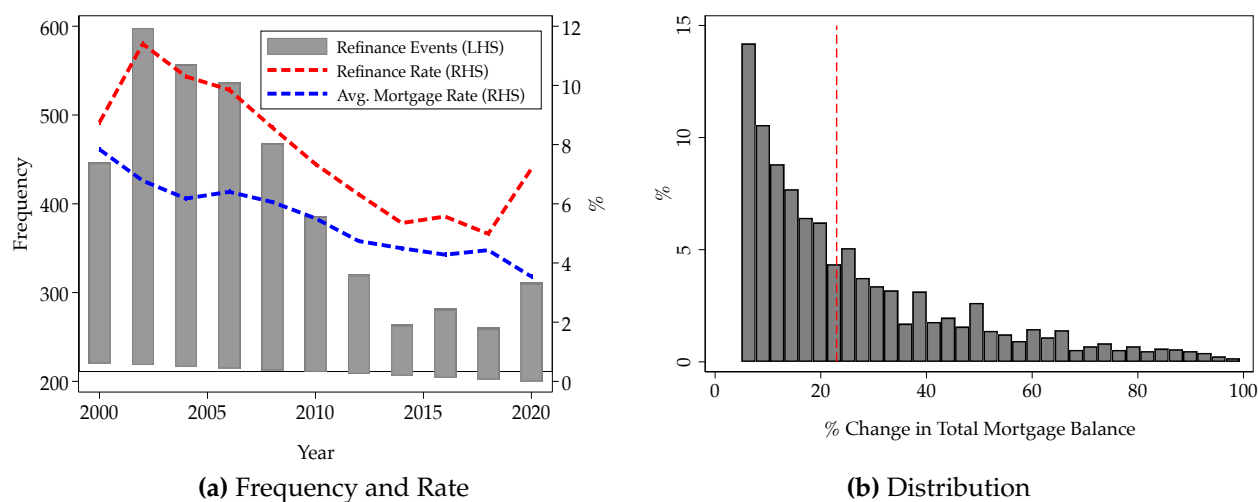 600
500
400
300
200
Frequency
12
10
8
6
4
2
0
%
Refinance Events (LHS)
Refinance Rate (RHS)
Avg. Mortgage Rate (RHS)
2000 2005 2010 2015 2020
Year
(a) Frequency and Rate
15
10
5
0
%
0 20 40 60 80 100
% Change in Total Mortgage Balance
(b) Distribution